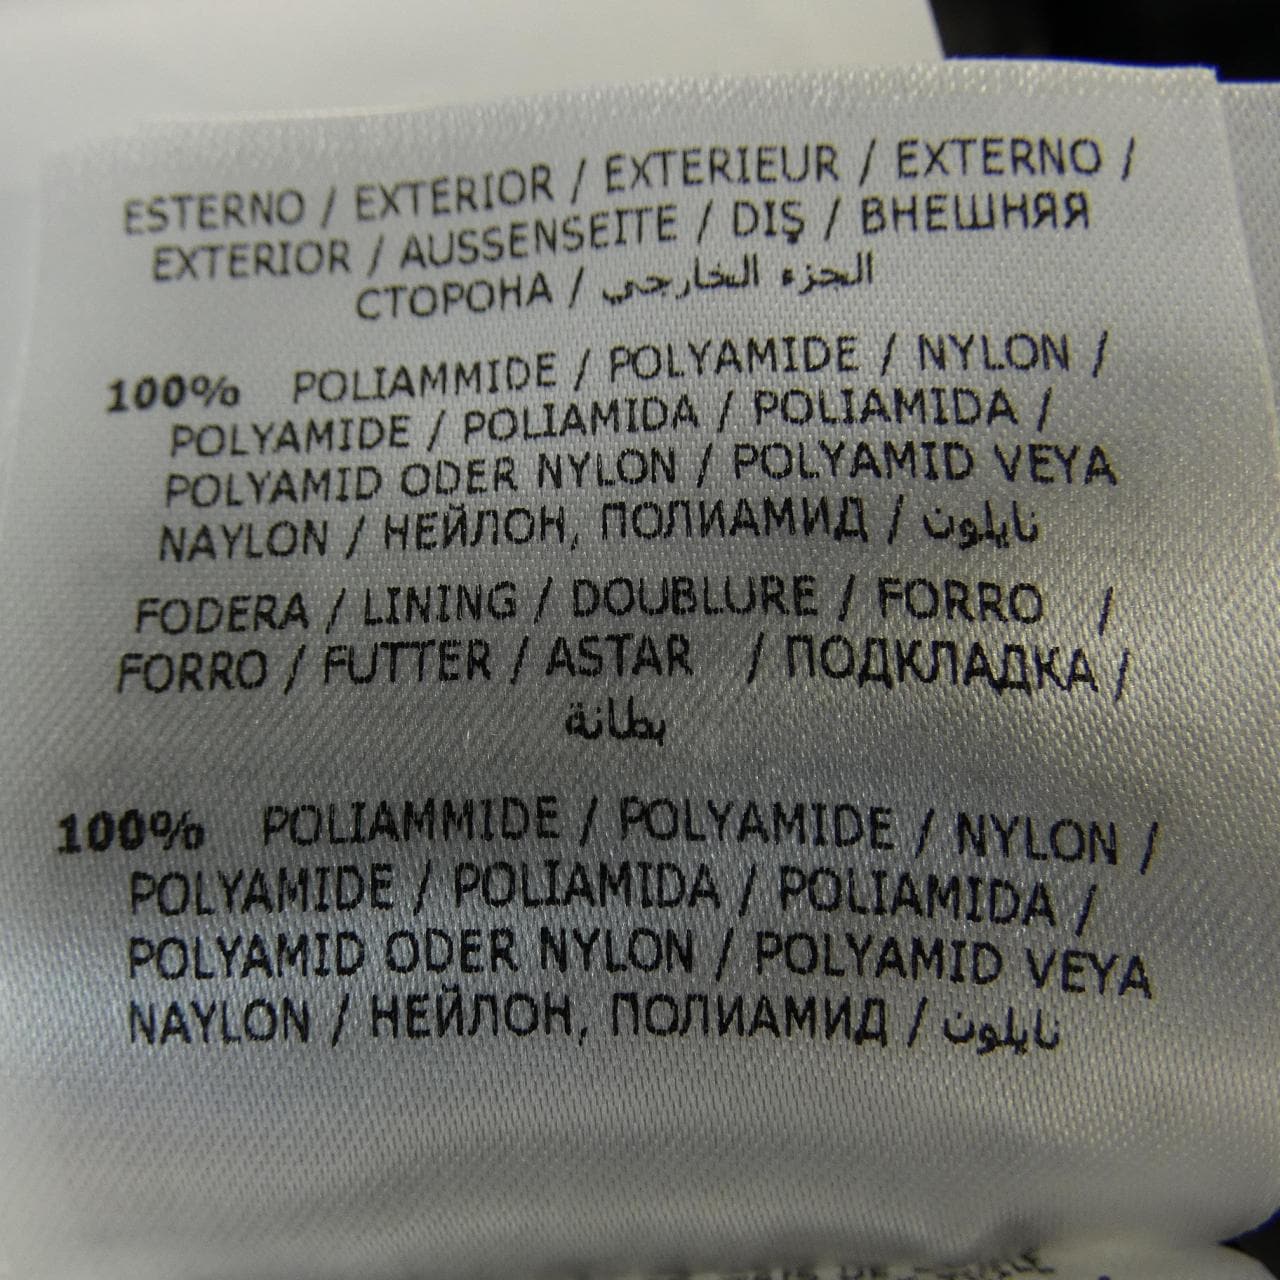 ESTERNO / EXTERIOR / EXTERIEUR / EXTERNO /
EXTERIOR / AUSSENSEITE / DIŞ / ВНЕШНЯЯ
СТОРОНА / الجزء الخارجي
100% POLIAMMIDE / POLYAMIDE / NYLON /
POLYAMIDE / POLIAMIDA / POLIAMIDA /
POLYAMID ODER NYLON / POLYAMID VEYA
NAYLON / НЕЙЛОН, ПОЛИАМИД / نايلون
FODERA / LINING / DOUBLURE / FORRO /
FORRO / FUTTER / ASTAR / ПОДКЛАДКА /
بطانة
100% POLIAMMIDE / POLYAMIDE / NYLON /
POLYAMIDE / POLIAMIDA / POLIAMIDA /
POLYAMID ODER NYLON / POLYAMID VEYA
NAYLON / НЕЙЛОН, ПОЛИАМИД / نايلون